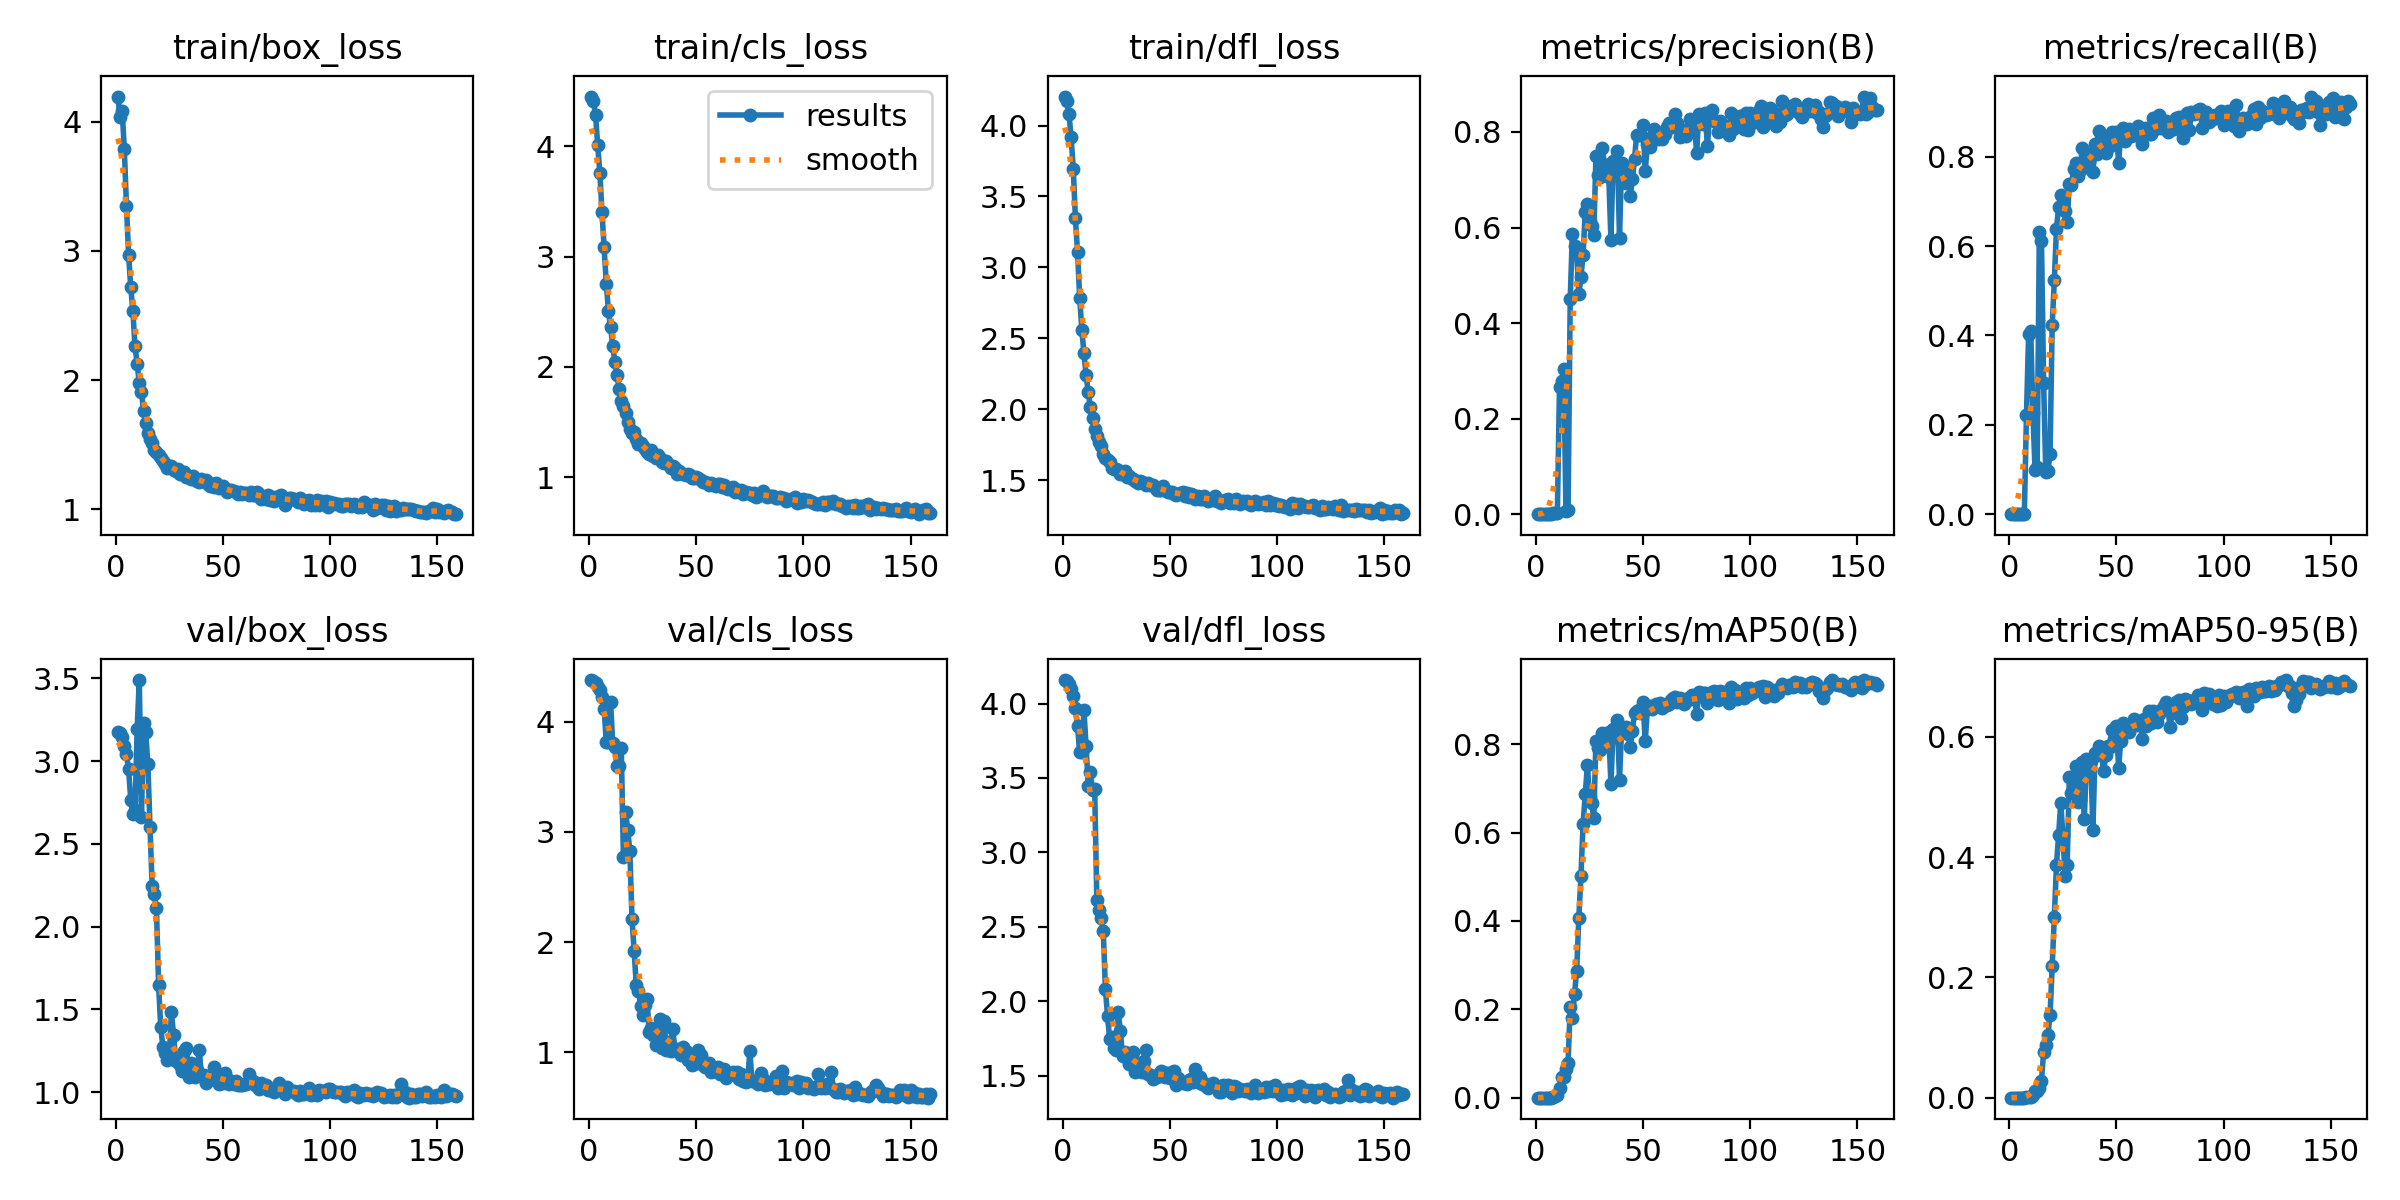 train/box_loss
train/cls_loss
train/dfl_loss
metrics/precision(B)
metrics/recall(B)
results
smooth
4
3
2
1
0 50 100 150
4
3
2
1
0 50 100 150
4.0
3.5
3.0
2.5
2.0
1.5
0 50 100 150
0.8
0.6
0.4
0.2
0.0
0 50 100 150
0.8
0.6
0.4
0.2
0.0
0 50 100 150
val/box_loss
val/cls_loss
val/dfl_loss
metrics/mAP50(B)
metrics/mAP50-95(B)
3.5
3.0
2.5
2.0
1.5
1.0
0 50 100 150
4
3
2
1
0 50 100 150
4.0
3.5
3.0
2.5
2.0
1.5
0 50 100 150
0.8
0.6
0.4
0.2
0.0
0 50 100 150
0.6
0.4
0.2
0.0
0 50 100 150